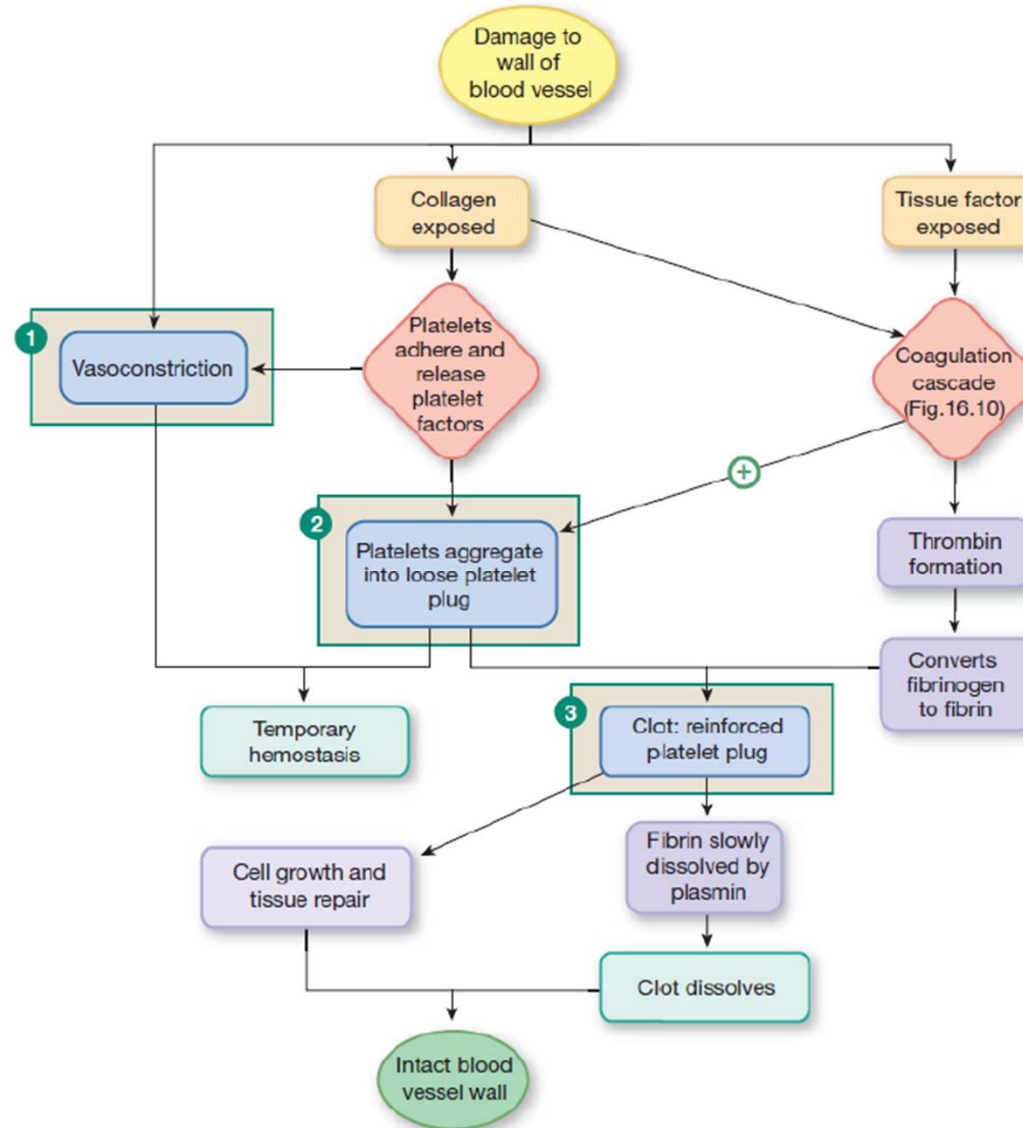 Damage to
wall of
blood vessel
Collagen
exposed
Tissue factor
exposed
1
Vasoconstriction
Platelets
adhere and
release
platelet
factors
Coagulation
cascade
(Fig.16.10)
+
2
Platelets aggregate
into loose platelet
plug
Thrombin
formation
Converts
fibrinogen
to fibrin
Temporary
hemostasis
3
Clot: reinforced
platelet plug
Cell growth and
tissue repair
Fibrin slowly
dissolved by
plasmin
Clot dissolves
Intact blood
vessel wall